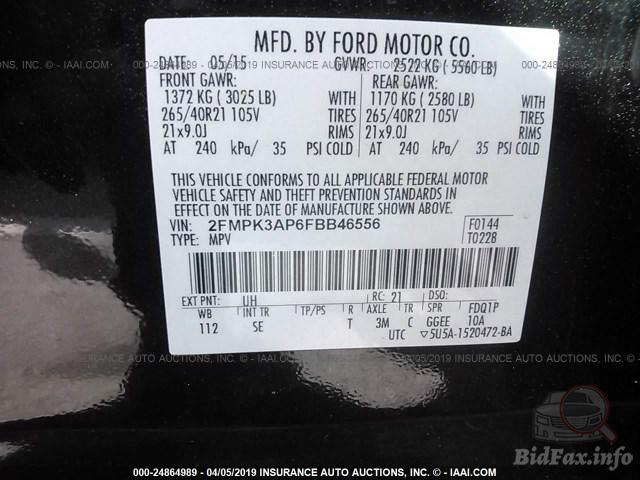 MFD. BY FORD MOTOR CO.
DATE: 05/15 GVWR: 2522 KG ( 5560 LB)
FRONT GAWR: REAR GAWR:
1372 KG ( 3025 LB) WITH 1170 KG ( 2580 LB) WITH
265/40R21 105V TIRES 265/40R21 105V TIRES
21x9.0J RIMS 21x9.0J RIMS
AT 240 kPa/ 35 PSI COLD AT 240 kPa/ 35 PSI COLD
THIS VEHICLE CONFORMS TO ALL APPLICABLE FEDERAL MOTOR
VEHICLE SAFETY AND THEFT PREVENTION STANDARDS IN
EFFECT ON THE DATE OF MANUFACTURE SHOWN ABOVE.
VIN: 2FMPK3AP6FBB46556 F0144
TYPE: MPV T0228
EXT PNT: UH RC: 21 DSO: FDQ1P
WB INT TR TP/PS R AXLE TR SPR 10A
112 SE T 3M C GGEE
UTC ▽5U5A-1520472-BA
000-24864989 - 04/05/2019 INSURANCE AUTO AUCTIONS, INC. - IAAI.COM
BidFax.info